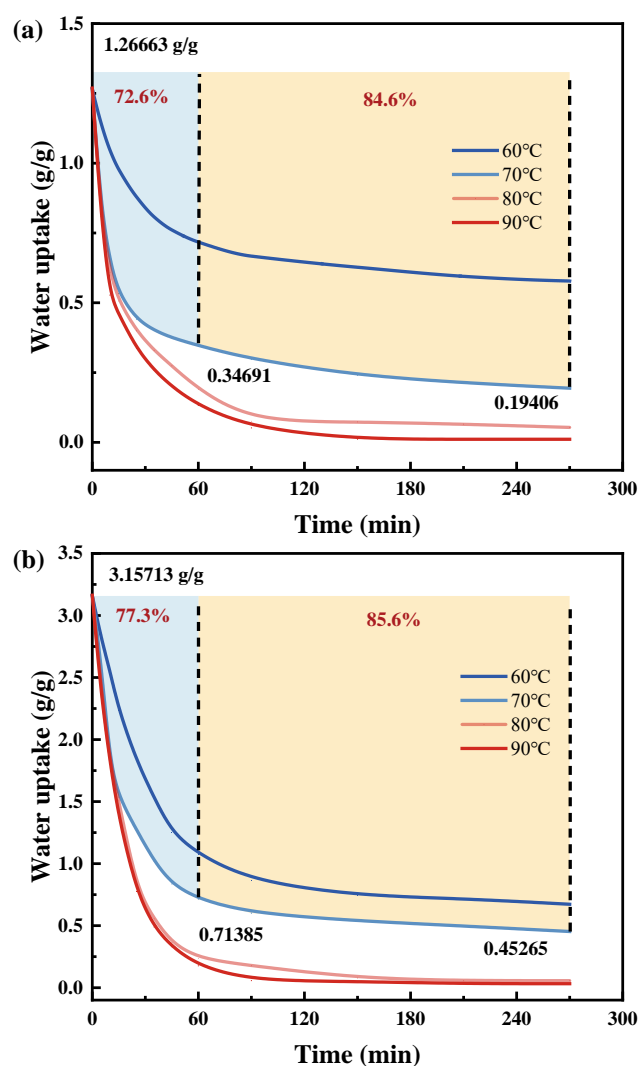 (a)
1.26663 g/g
72.6%
84.6%
60℃
70℃
80℃
90℃
0.34691
0.19406
Water uptake (g/g)
1.5
1.0
0.5
0.0
0 60 120 180 240 300
Time (min)
(b)
3.15713 g/g
77.3%
85.6%
60℃
70℃
80℃
90℃
0.71385
0.45265
Water uptake (g/g)
3.5
3.0
2.5
2.0
1.5
1.0
0.5
0.0
0 60 120 180 240 300
Time (min)